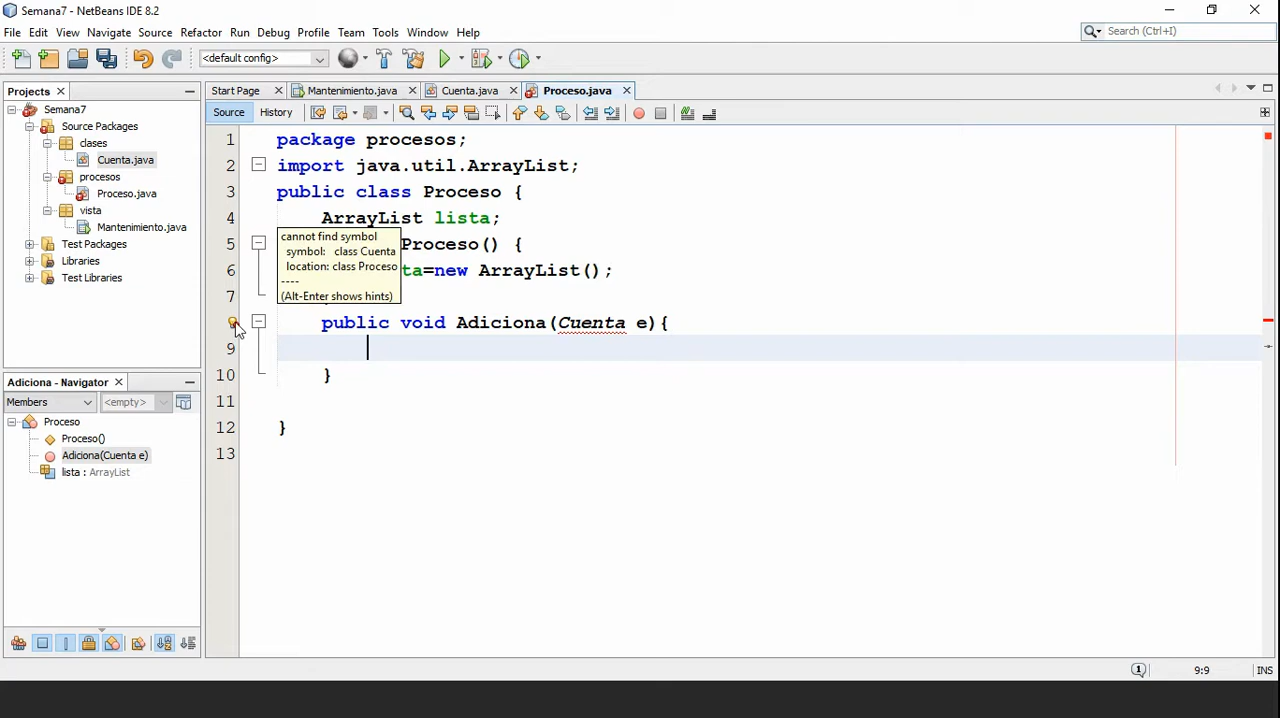 Semana7 - NetBeans IDE 8.2
File Edit View Navigate Source Refactor Run Debug Profile Team Tools Window Help
Search (Ctrl+I)
<default config>
Projects
Semana7
Source Packages
clases
Cuenta.java
procesos
Proceso.java
vista
Mantenimiento.java
Test Packages
Libraries
Test Libraries
Adiciona - Navigator
Members
<empty>
Proceso
Proceso()
Adiciona(Cuenta e)
lista : ArrayList
Start Page Mantenimiento.java Cuenta.java Proceso.java
Source History
1 package procesos;
2 import java.util.ArrayList;
3 public class Proceso {
4 ArrayList lista;
5 Proceso() {
6 ta=new ArrayList();
7
cannot find symbol
symbol: class Cuenta
location: class Proceso
----
(Alt-Enter shows hints)
public void Adiciona(Cuenta e){
9
10 }
11
12 }
13
1
9:9 INS